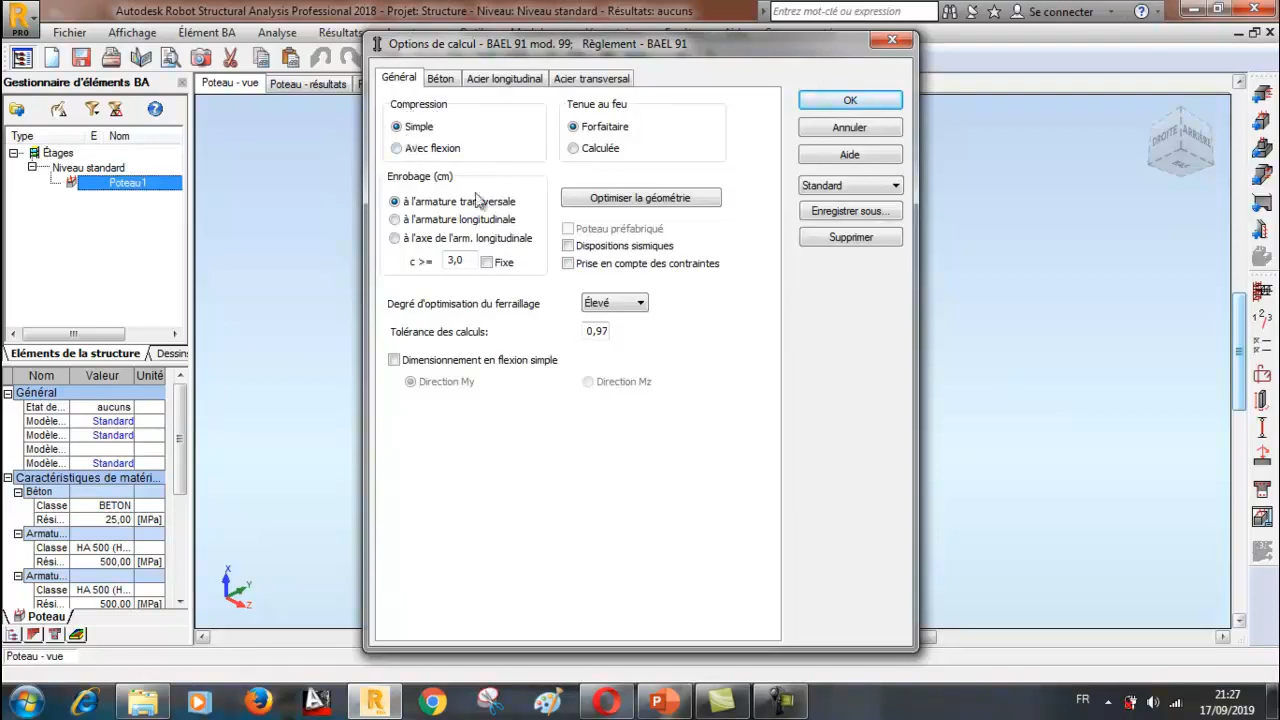 Autodesk Robot Structural Analysis Professional 2018 - Projet: Structure - Niveau: Niveau standard - Résultats: aucuns
Entrez mot-clé ou expression
Se connecter
PRO
Fichier Affichage Élément BA Analyse Résultats
Options de calcul - BAEL 91 mod. 99; Règlement - BAEL 91
Gestionnaire d'éléments BA
Poteau - vue
Poteau - résultats
Général
Béton
Acier longitudinal
Acier transversal
Type E Nom
Étages
Niveau standard
Poteau1
Compression
Simple
Avec flexion
Tenue au feu
Forfaitaire
Calculée
Enrobage (cm)
à l'armature transversale
à l'armature longitudinale
à l'axe de l'arm. longitudinale
c >= 3,0 Fixe
Optimiser la géométrie
Poteau préfabriqué
Dispositions sismiques
Prise en compte des contraintes
Degré d'optimisation du ferraillage Élevé
Tolérance des calculs: 0,97
Dimensionnement en flexion simple
Direction My
Direction Mz
OK
Annuler
Aide
Standard
Enregistrer sous...
Supprimer
DROITE
ARRIÈRE
Eléments de la structure
Dessins
Nom Valeur Unité
Général
Etat de... aucuns
Modèle... Standard
Modèle... Standard
Modèle...
Modèle... Standard
Caractéristiques de matéri...
Béton
Classe BETON
Rési... 25,00 [MPa]
Armatu...
Classe HA 500 (H...
Rési... 500,00 [MPa]
Armatu...
Classe HA 500 (H...
Rési... 500,00 [MPa]
Poteau
X
Y
Z
Poteau - vue
FR
21:27
17/09/2019